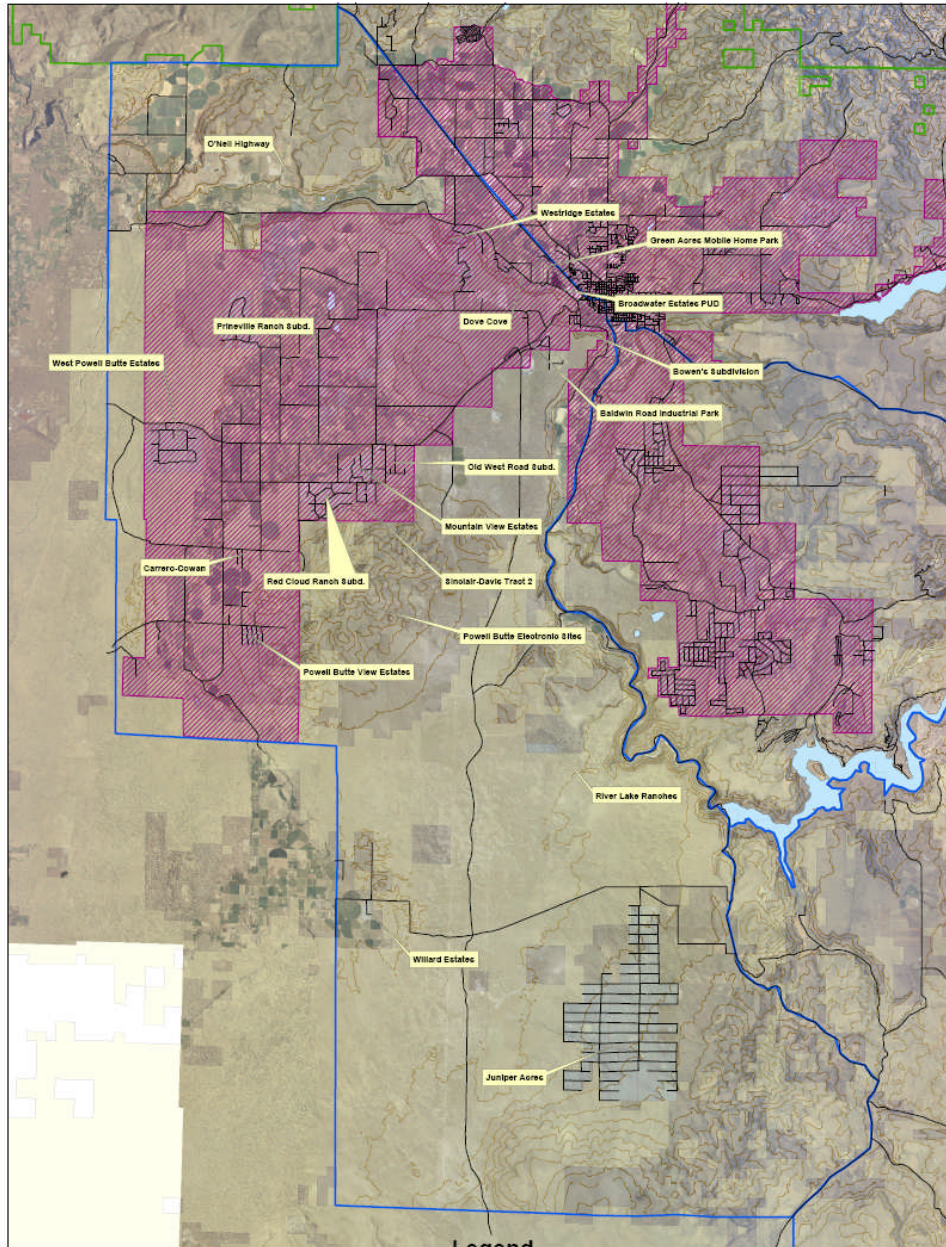 O'Neil Highway
Westridge Estates
Green Acres Mobile Home Park
Broadwater Estates PUD
Prineville Ranch Subd.
Dove Cove
West Powell Butte Estates
Bowen's Subdivision
Baldwin Road Industrial Park
Old West Road Subd.
Mountain View Estates
Carrero-Cowan
Red Cloud Ranch Subd.
Sinclair-Davis Tract 2
Powell Butte Electronic Sites
Powell Butte View Estates
River Lake Ranches
Willard Estates
Juniper Acres
Legend